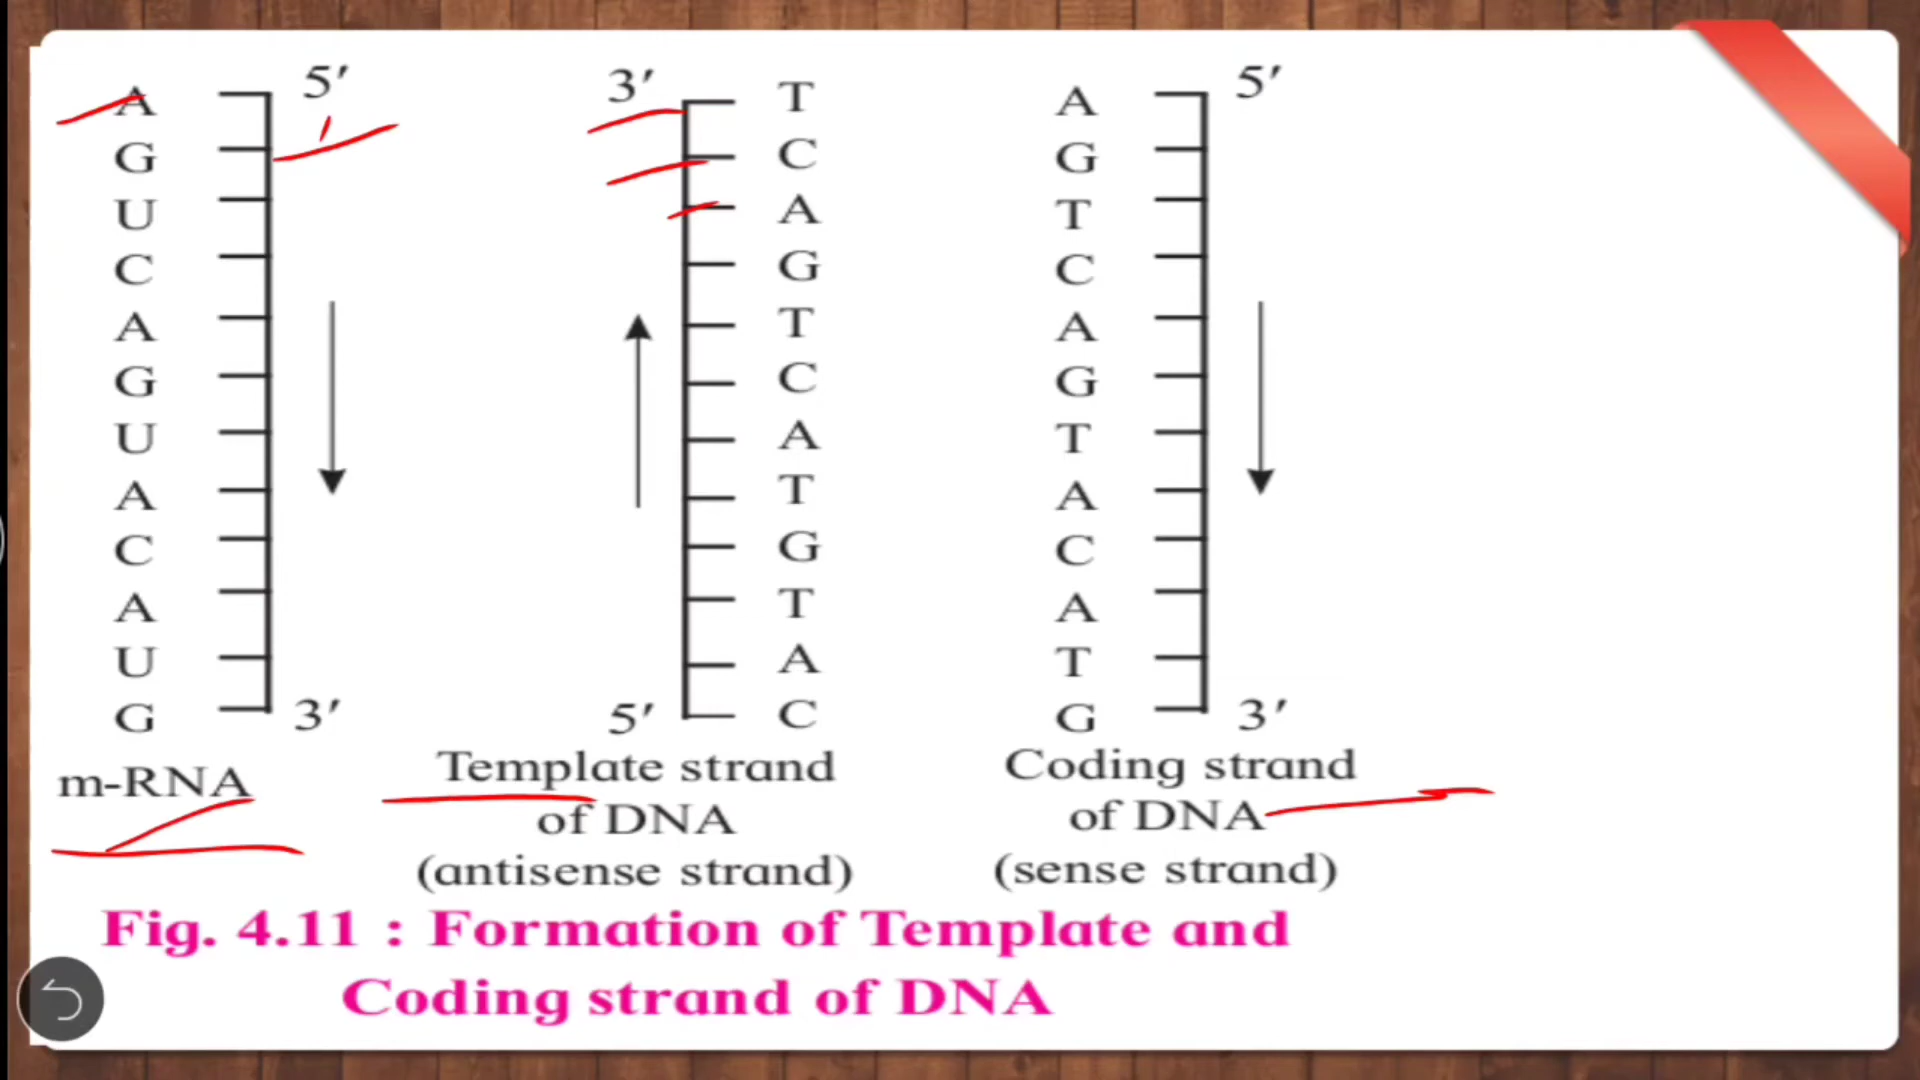 5′ 3′ 5′
A T A
G C G
U A T
C G C
A T A
G C G
U A T
A T A
C G C
A T A
U A T
G C G
3′ 5′ 3′
m-RNA
Template strand
of DNA
(antisense strand)
Coding strand
of DNA
(sense strand)
Fig. 4.11 : Formation of Template and
Coding strand of DNA